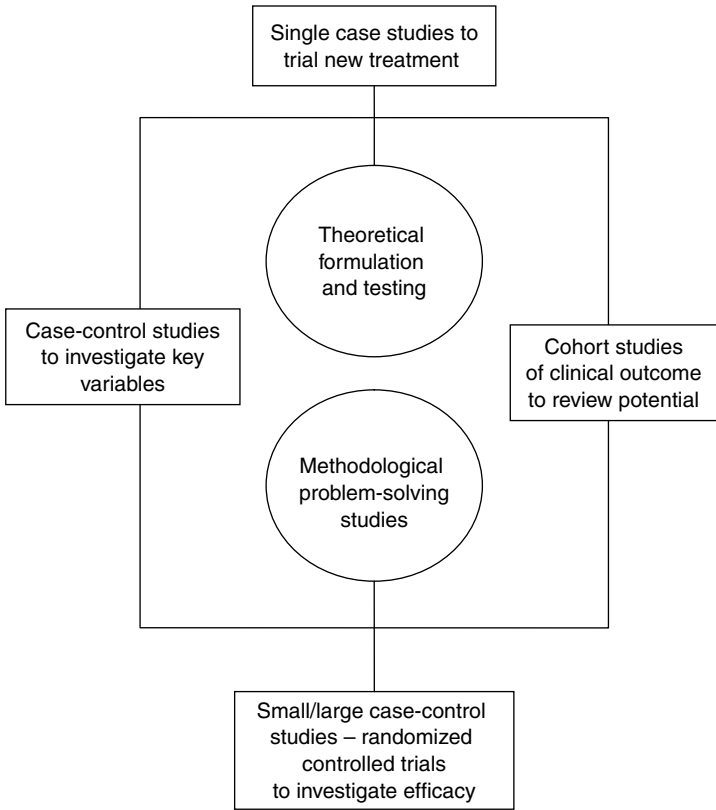 Single case studies to
trial new treatment
Theoretical
formulation
and testing
Case-control studies
to investigate key
variables
Cohort studies
of clinical outcome
to review potential
Methodological
problem-solving
studies
Small/large case-control
studies – randomized
controlled trials
to investigate efficacy